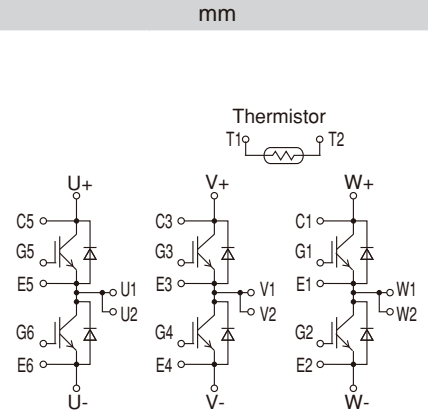 mm
Thermistor
T1 T2
U+ V+ W+
C5 C3 C1
G5 G3 G1
E5 E3 E1
U1 V1 W1
U2 V2 W2
G6 G4 G2
E6 E4 E2
U- V- W-